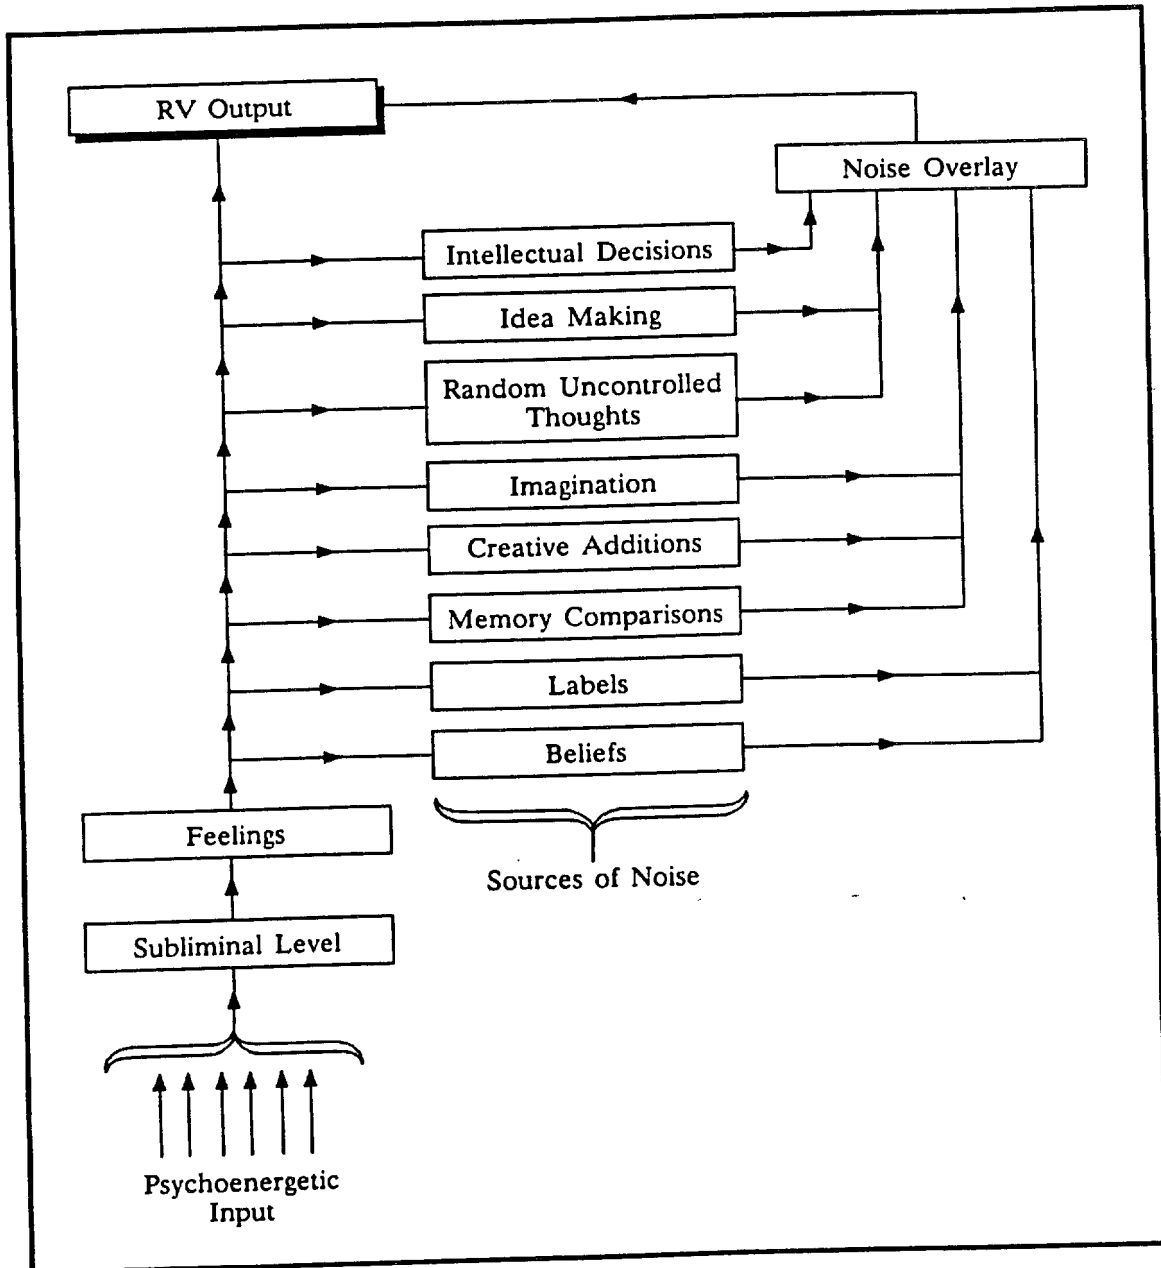 RV Output
Noise Overlay
Intellectual Decisions
Idea Making
Random Uncontrolled
Thoughts
Imagination
Creative Additions
Memory Comparisons
Labels
Beliefs
Feelings
Sources of Noise
Subliminal Level
Psychoenergetic
Input